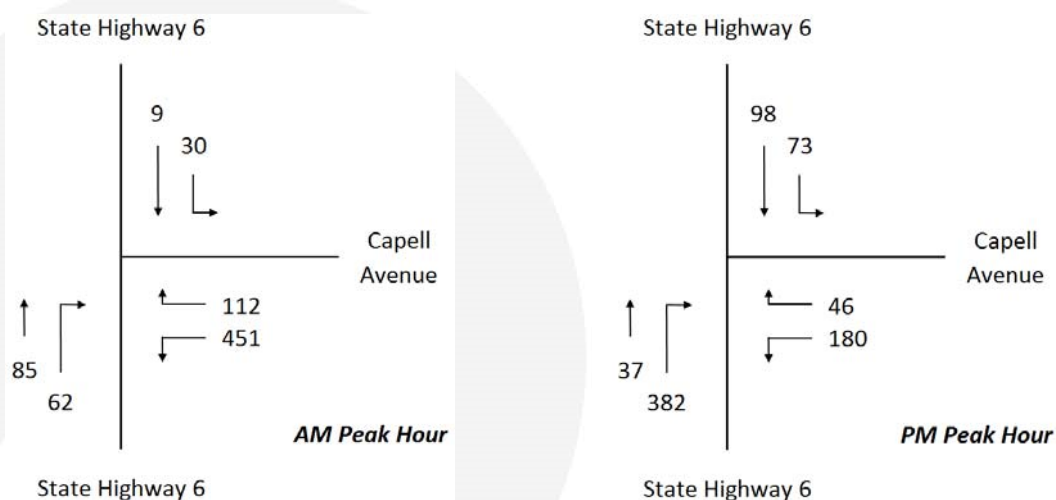 State Highway 6
9
30
Capell
Avenue
112
451
85
62
AM Peak Hour
State Highway 6
State Highway 6
98
73
Capell
Avenue
46
180
37
382
PM Peak Hour
State Highway 6